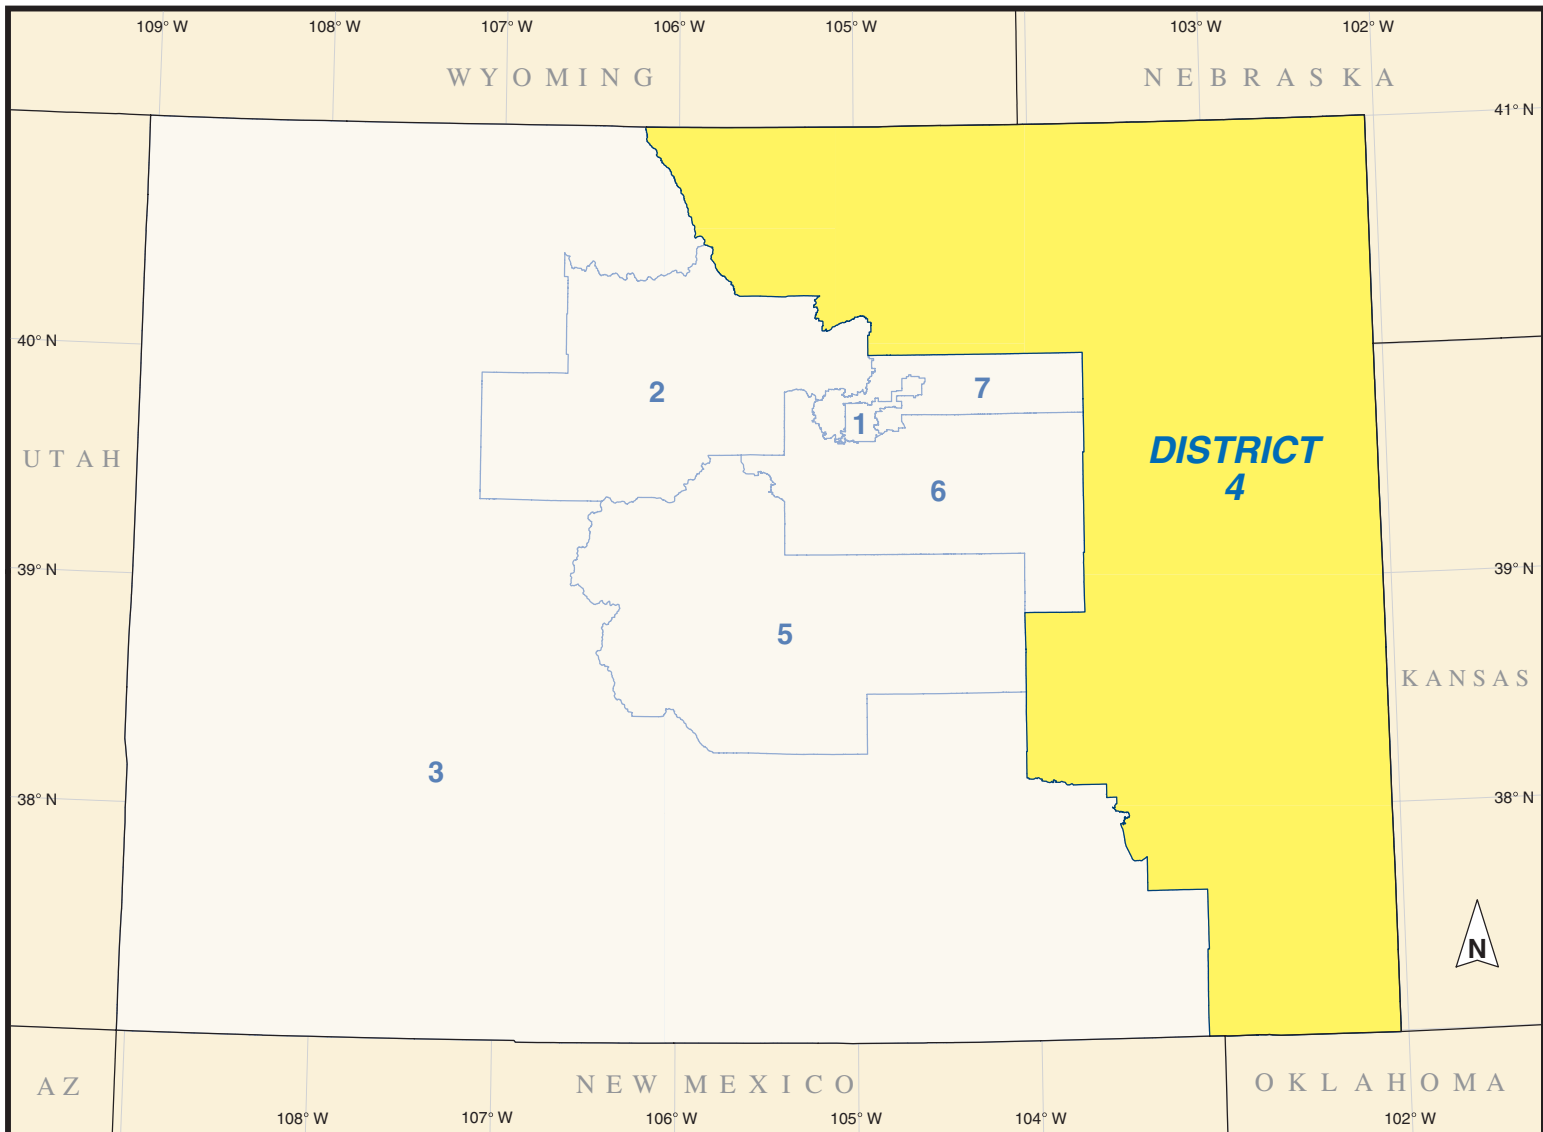 109° W 108° W 107° W 106° W 105° W 103° W 102° W
WYOMING NEBRASKA
41° N
40° N
2 7
1
DISTRICT
4
UTAH
6
39° N 39° N
5
KANSAS
3
38° N 38° N
N
AZ NEW MEXICO OKLAHOMA
108° W 107° W 106° W 105° W 104° W 102° W